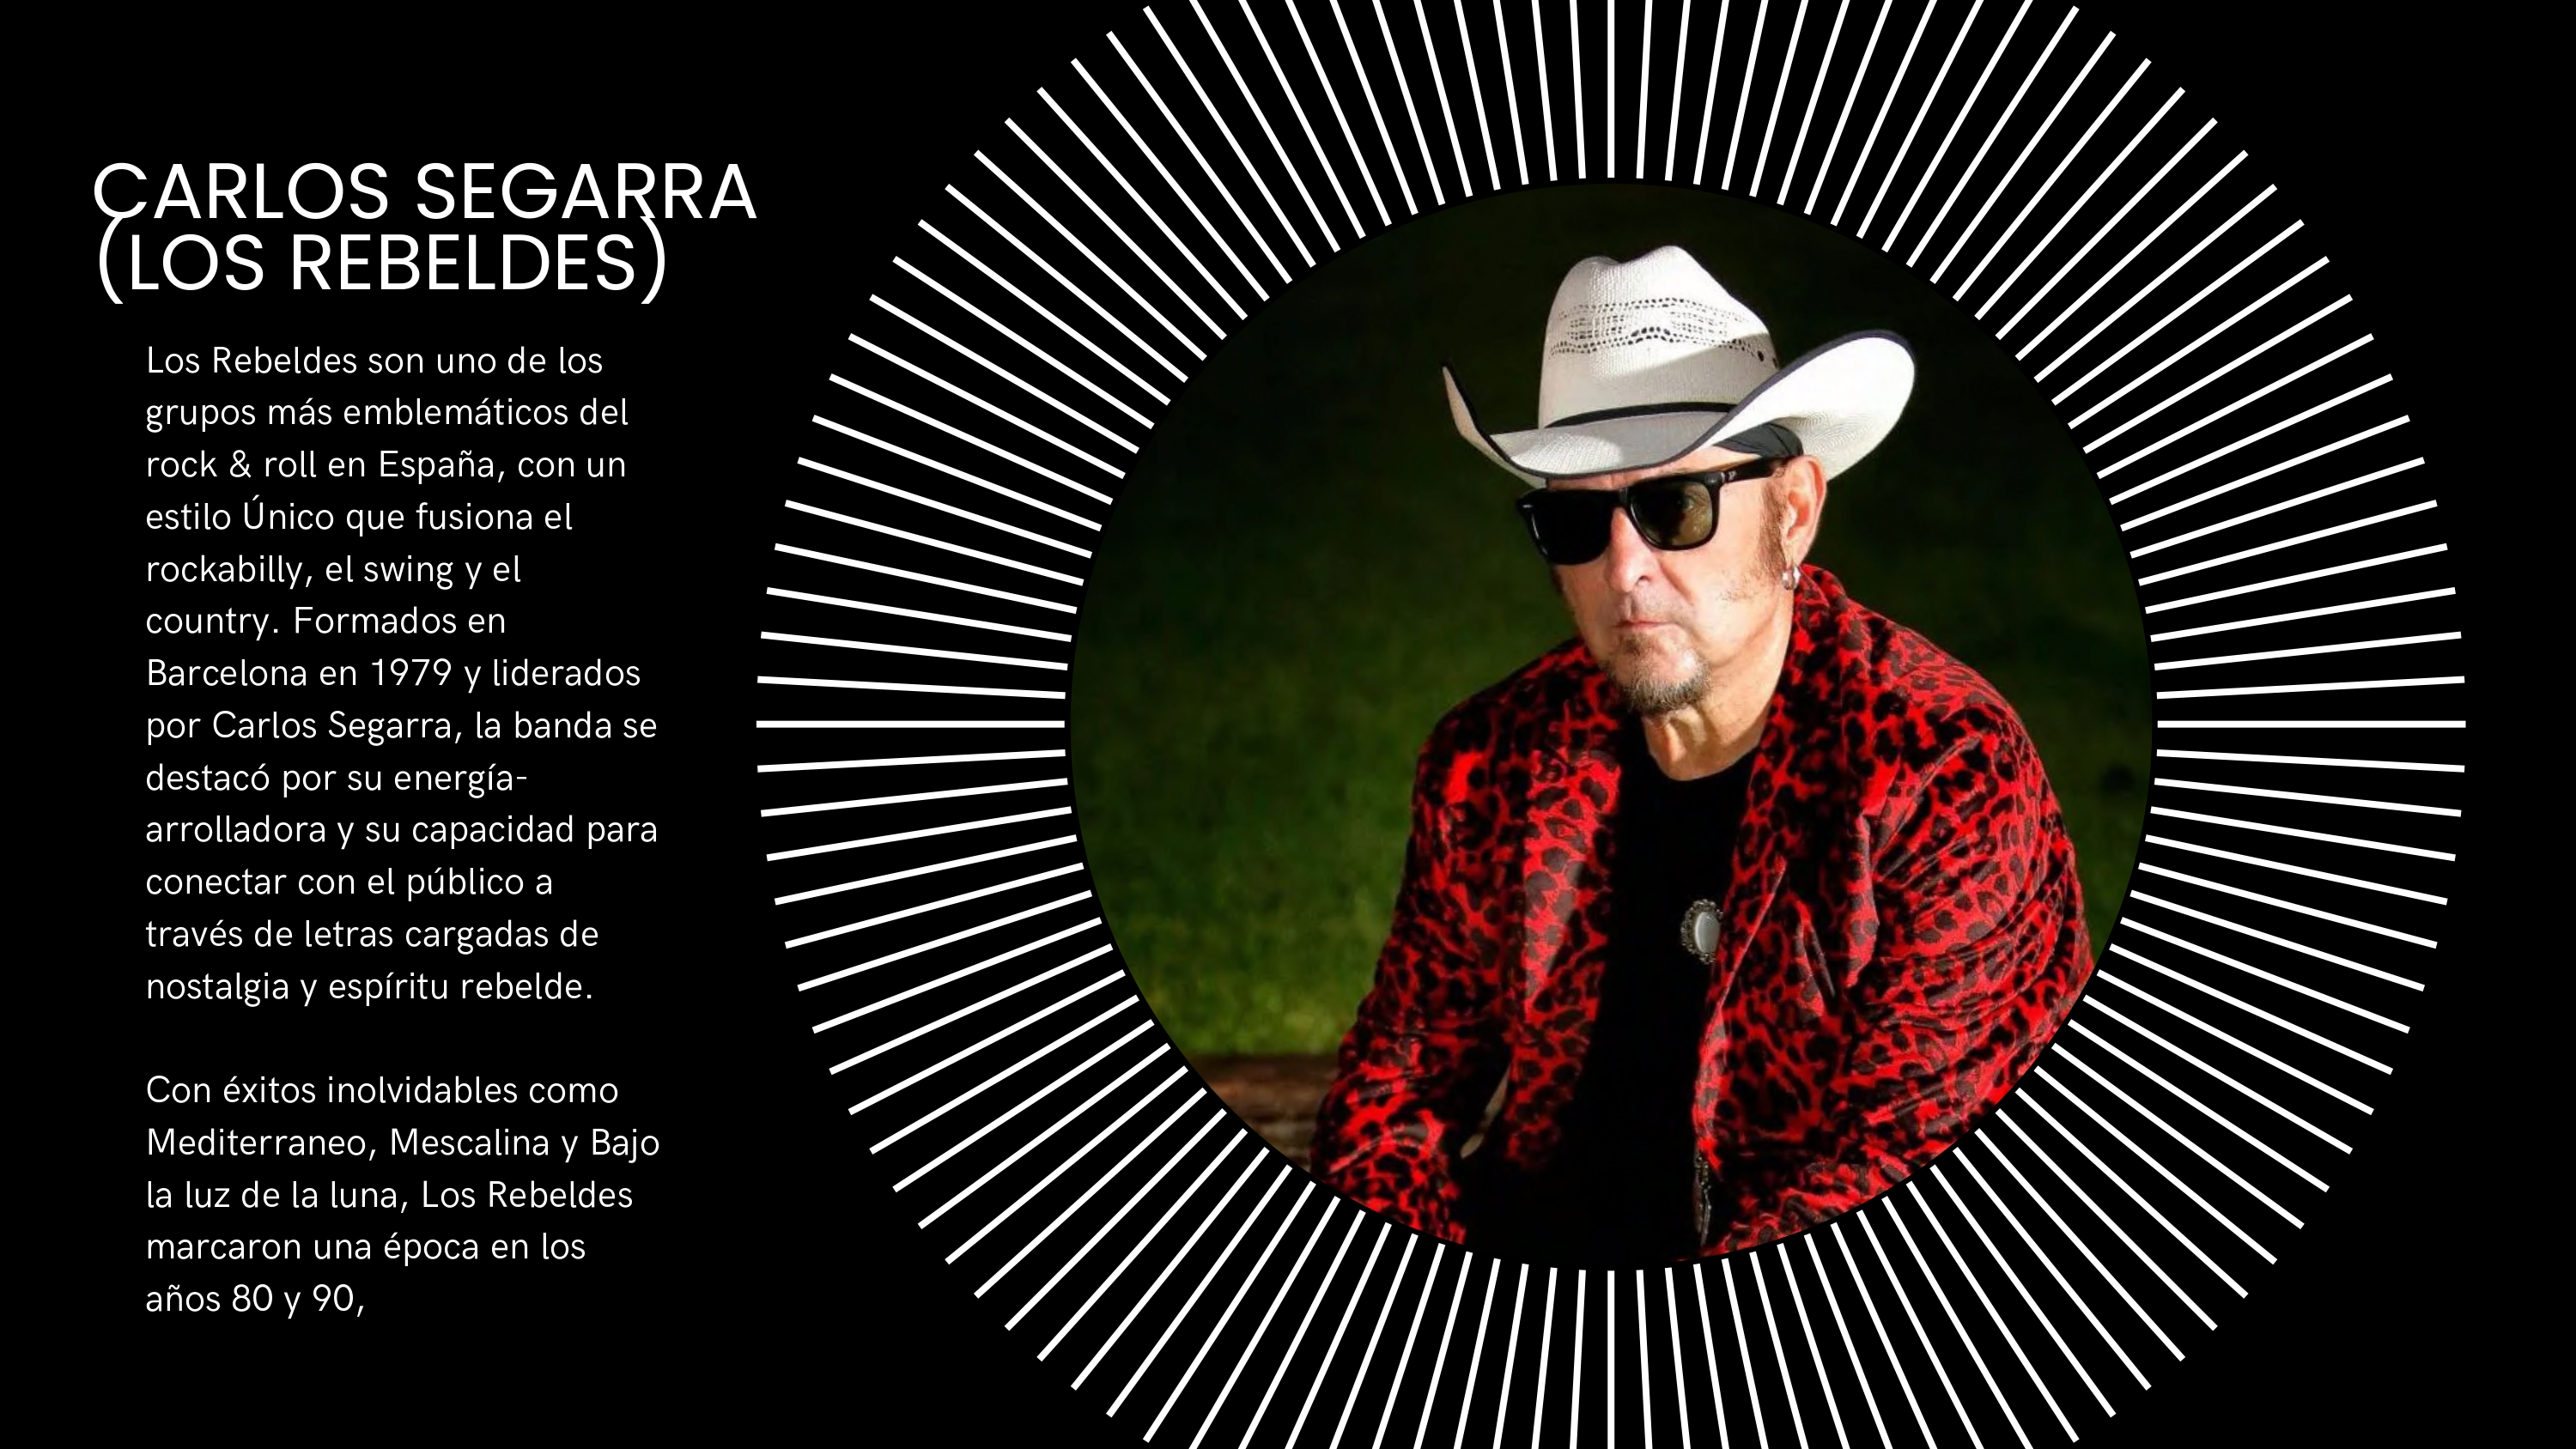 CARLOS SEGARRA
(LOS REBELDES)
Los Rebeldes son uno de los
grupos más emblemáticos del
rock & roll en España, con un
estilo Único que fusiona el
rockabilly, el swing y el
country. Formados en
Barcelona en 1979 y liderados
por Carlos Segarra, la banda se
destacó por su energía-
arrolladora y su capacidad para
conectar con el público a
través de letras cargadas de
nostalgia y espíritu rebelde.
Con éxitos inolvidables como
Mediterraneo, Mescalina y Bajo
la luz de la luna, Los Rebeldes
marcaron una época en los
años 80 y 90,